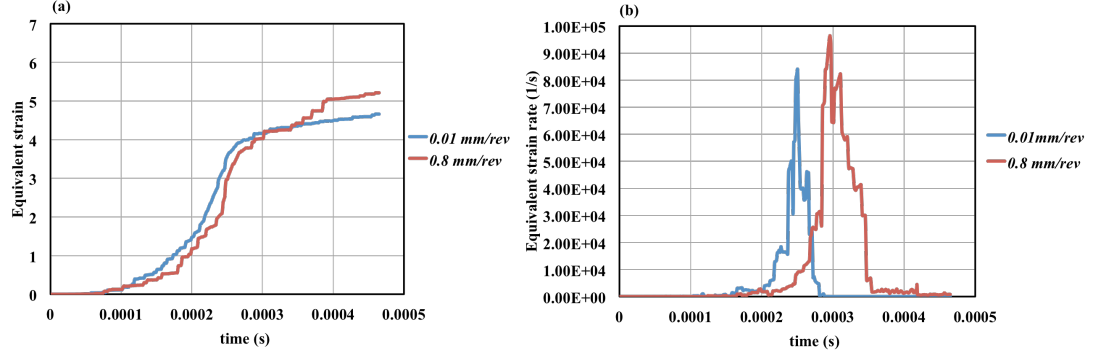 (a)
7
6
5
4
3
2
1
0
Equivalent strain
0 0.0001 0.0002 0.0003 0.0004 0.0005
time (s)
0.01 mm/rev
0.8 mm/rev
(b)
1.00E+05
9.00E+04
8.00E+04
7.00E+04
6.00E+04
5.00E+04
4.00E+04
3.00E+04
2.00E+04
1.00E+04
0.00E+00
Equivalent strain rate (1/s)
0 0.0001 0.0002 0.0003 0.0004 0.0005
time (s)
0.01mm/rev
0.8 mm/rev